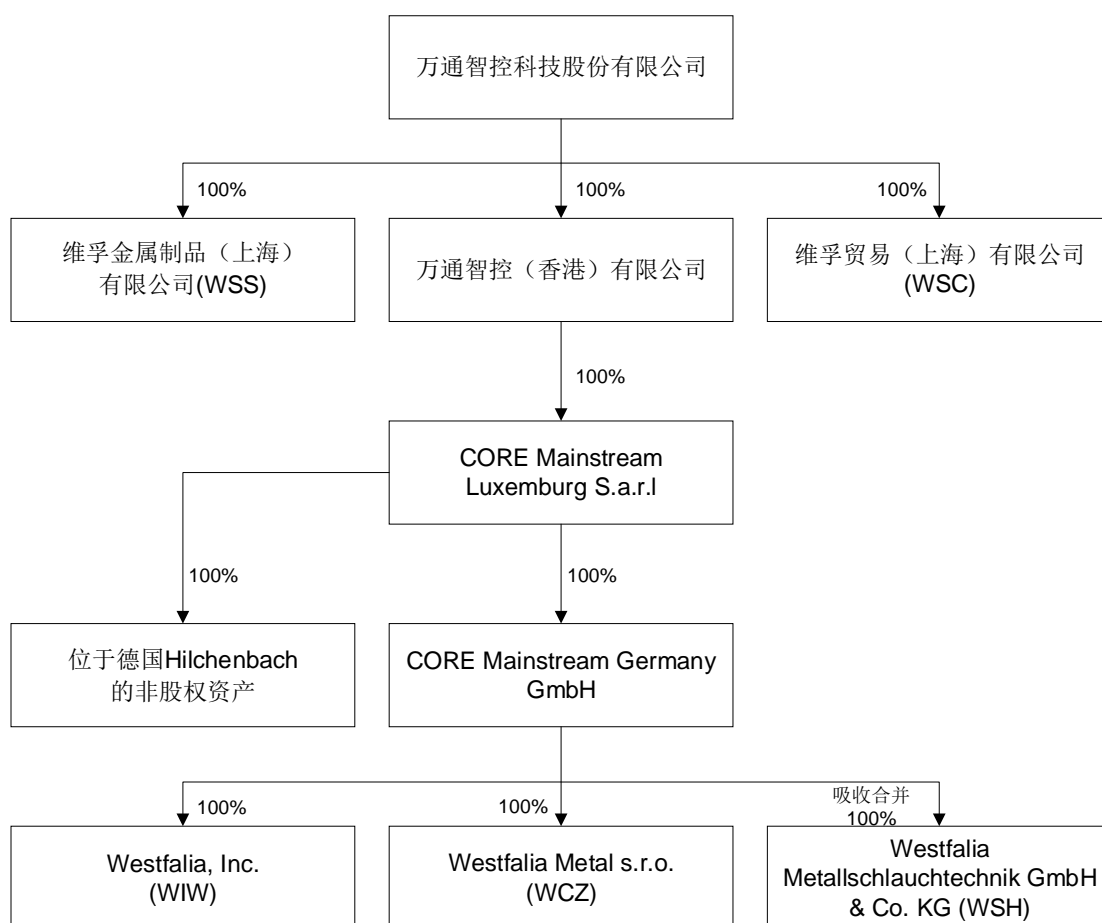 万通智控科技股份有限公司
100%
100%
100%
维孚金属制品（上海）
有限公司(WSS)
万通智控（香港）有限公司
维孚贸易（上海）有限公司
(WSC)
100%
CORE Mainstream
Luxemburg S.a.r.l
100%
100%
位于德国Hilchenbach
的非股权资产
CORE Mainstream Germany
GmbH
100%
100%
吸收合并
100%
Westfalia, Inc.
(WIW)
Westfalia Metal s.r.o.
(WCZ)
Westfalia
Metallschlauchtechnik GmbH
& Co. KG (WSH)